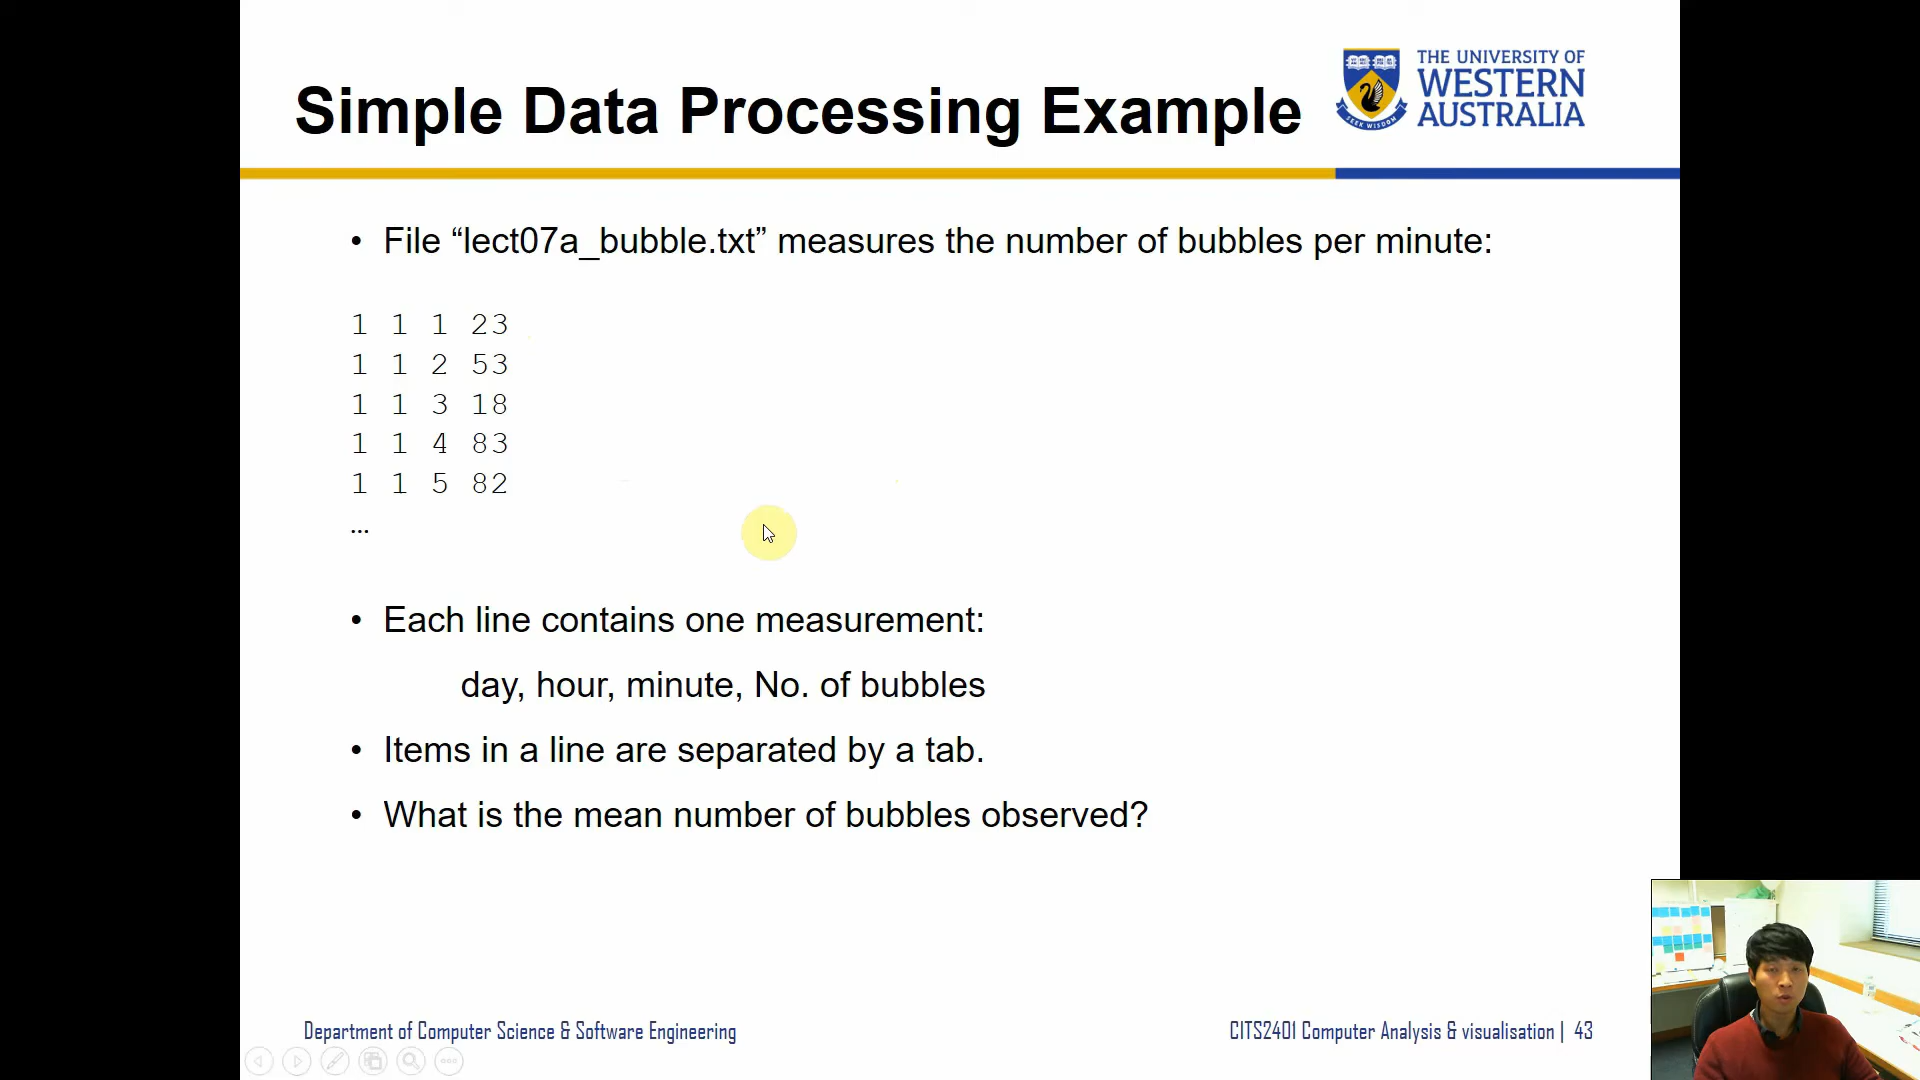 Simple Data Processing Example
THE UNIVERSITY OF
WESTERN
AUSTRALIA
SEEK WISDOM
• File “lect07a_bubble.txt” measures the number of bubbles per minute:
1 1 1 23
1 1 2 53
1 1 3 18
1 1 4 83
1 1 5 82
…
• Each line contains one measurement:
day, hour, minute, No. of bubbles
• Items in a line are separated by a tab.
• What is the mean number of bubbles observed?
Department of Computer Science & Software Engineering
CITS2401 Computer Analysis & visualisation | 43